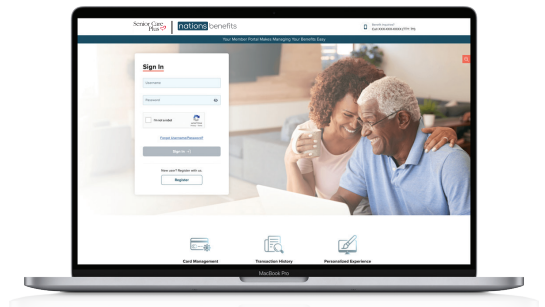 Senior Care
Plus
nations benefits
Need Support?
Your Member Portal Makes Managing Your Benefits Easy
Sign In
Username
Password
I'm not a robot
Forgot Username/Password?
Sign In
New user? Register with us
Register
Card Management
Transaction History
Personalized Experience
MacBook Pro